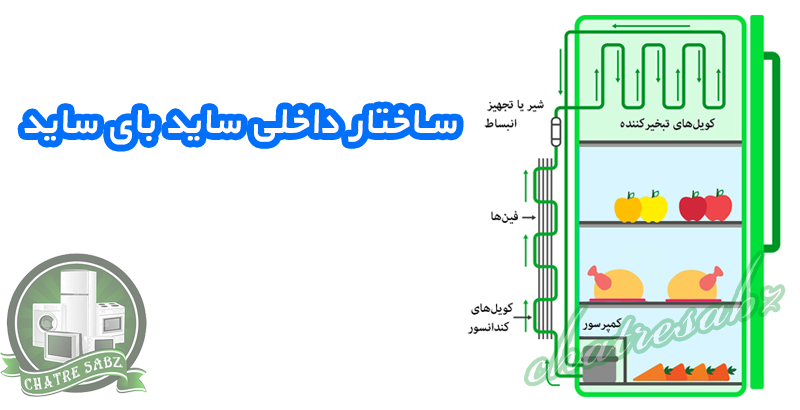 ساختار داخلی ساید بای ساید
شیر یا تجهیز
انبساط
کویل‌های تبخیرکننده
فین‌ها
کویل‌های
کندانسور
کمپرسور
chatresabz
CHATRE SABZ